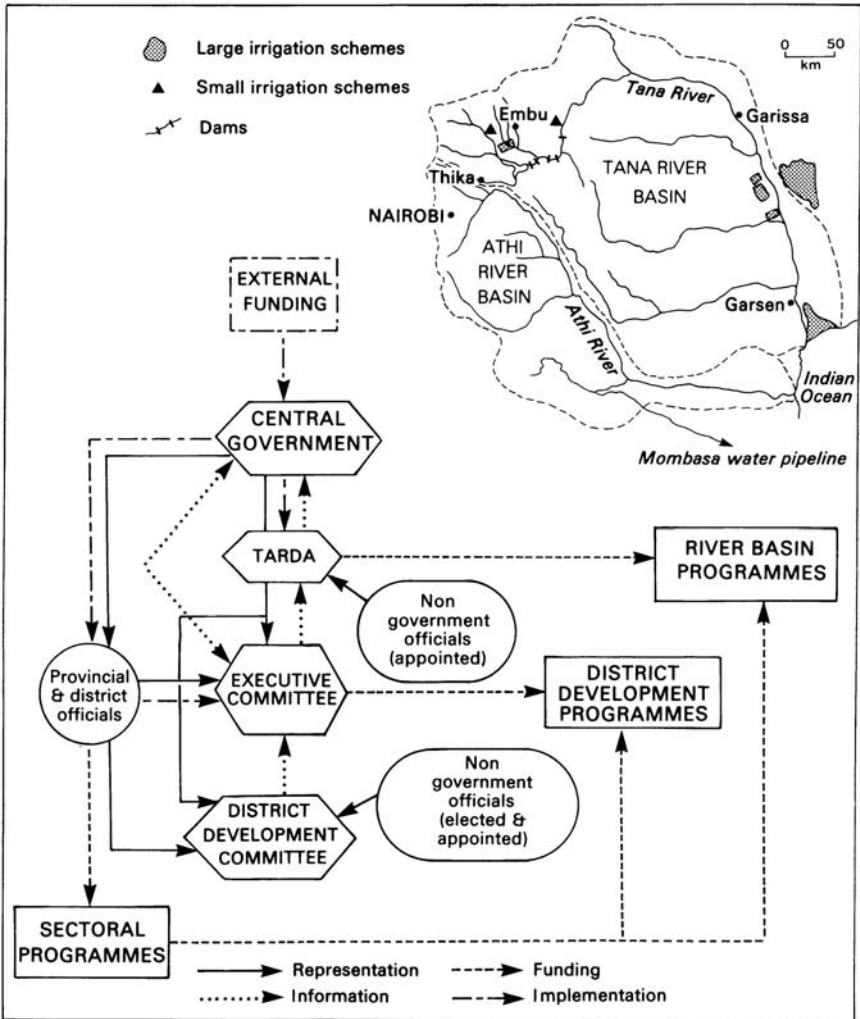 Large irrigation schemes
Small irrigation schemes
Dams
0 50
km
Tana River
Embu
Garissa
Thika
TANA RIVER
BASIN
NAIROBI
ATHI
RIVER
BASIN
Athi River
Garsen
Indian
Ocean
Mombasa water pipeline
EXTERNAL
FUNDING
CENTRAL
GOVERNMENT
TARDA
RIVER BASIN
PROGRAMMES
Non
government
officials
(appointed)
Provincial
& district
officials
EXECUTIVE
COMMITTEE
DISTRICT
DEVELOPMENT
PROGRAMMES
Non
government
officials
(elected &
appointed)
DISTRICT
DEVELOPMENT
COMMITTEE
SECTORAL
PROGRAMMES
Representation
Funding
Information
Implementation